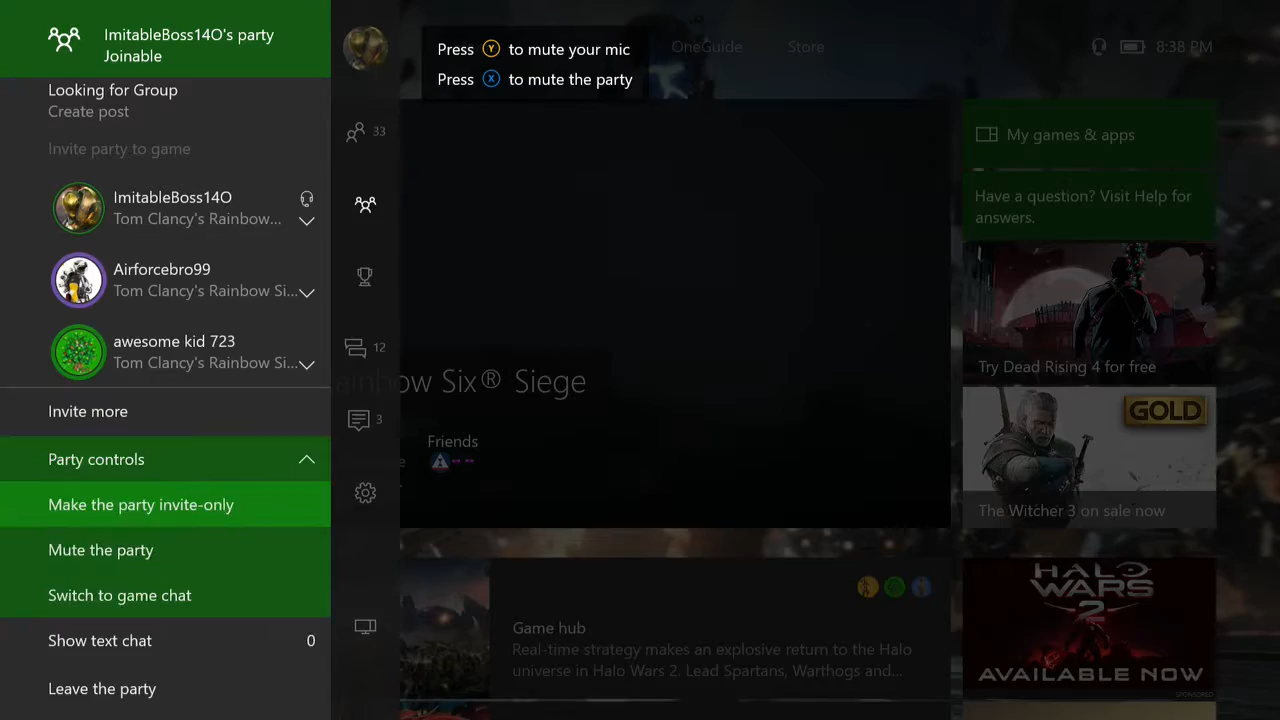 ImitableBoss14O's party
Joinable
Looking for Group
Create post
Invite party to game
ImitableBoss14O
Tom Clancy's Rainbow...
Airforcebro99
Tom Clancy's Rainbow Si...
awesome kid 723
Tom Clancy's Rainbow Si...
Invite more
Party controls
Make the party invite-only
Mute the party
Switch to game chat
Show text chat 0
Leave the party
33
12
3
Press Y to mute your mic
Press X to mute the party
OneGuide Store
8:38 PM
ainbow Six® Siege
Friends
Game hub
Real-time strategy makes an explosive return to the Halo
universe in Halo Wars 2. Lead Spartans, Warthogs and...
My games & apps
Have a question? Visit Help for
answers.
Try Dead Rising 4 for free
GOLD
The Witcher 3 on sale now
HALO
WARS
2
AVAILABLE NOW
SPONSORED